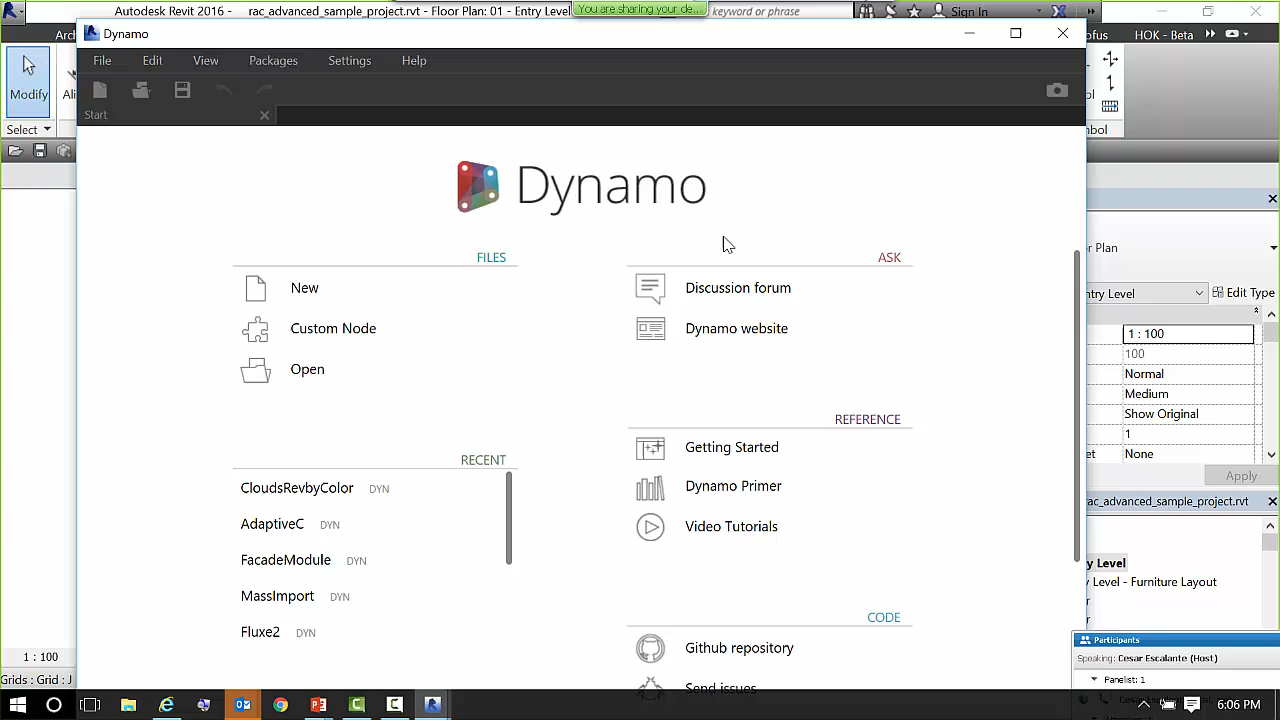 Autodesk Revit 2016 - rac_advanced_sample_project.rvt - Floor Plan: 01 - Entry Level
You are sharing your de...
keyword or phrase
Sign In
Dynamo
HOK - Beta
File Edit View Packages Settings Help
Modify
Select
Start
Dynamo
FILES
New
Custom Node
Open
RECENT
CloudsRevbyColor DYN
AdaptiveC DYN
FacadeModule DYN
MassImport DYN
Fluxe2 DYN
ASK
Discussion forum
Dynamo website
REFERENCE
Getting Started
Dynamo Primer
Video Tutorials
CODE
Github repository
Send issues
Edit Type
1 : 100
100
Normal
Medium
Show Original
1
None
Apply
rac_advanced_sample_project.rvt
y Level
y Level - Furniture Layout
Participants
Speaking: Cesar Escalante (Host)
Panelist: 1
1 : 100
Grids : Grid : J
6:06 PM